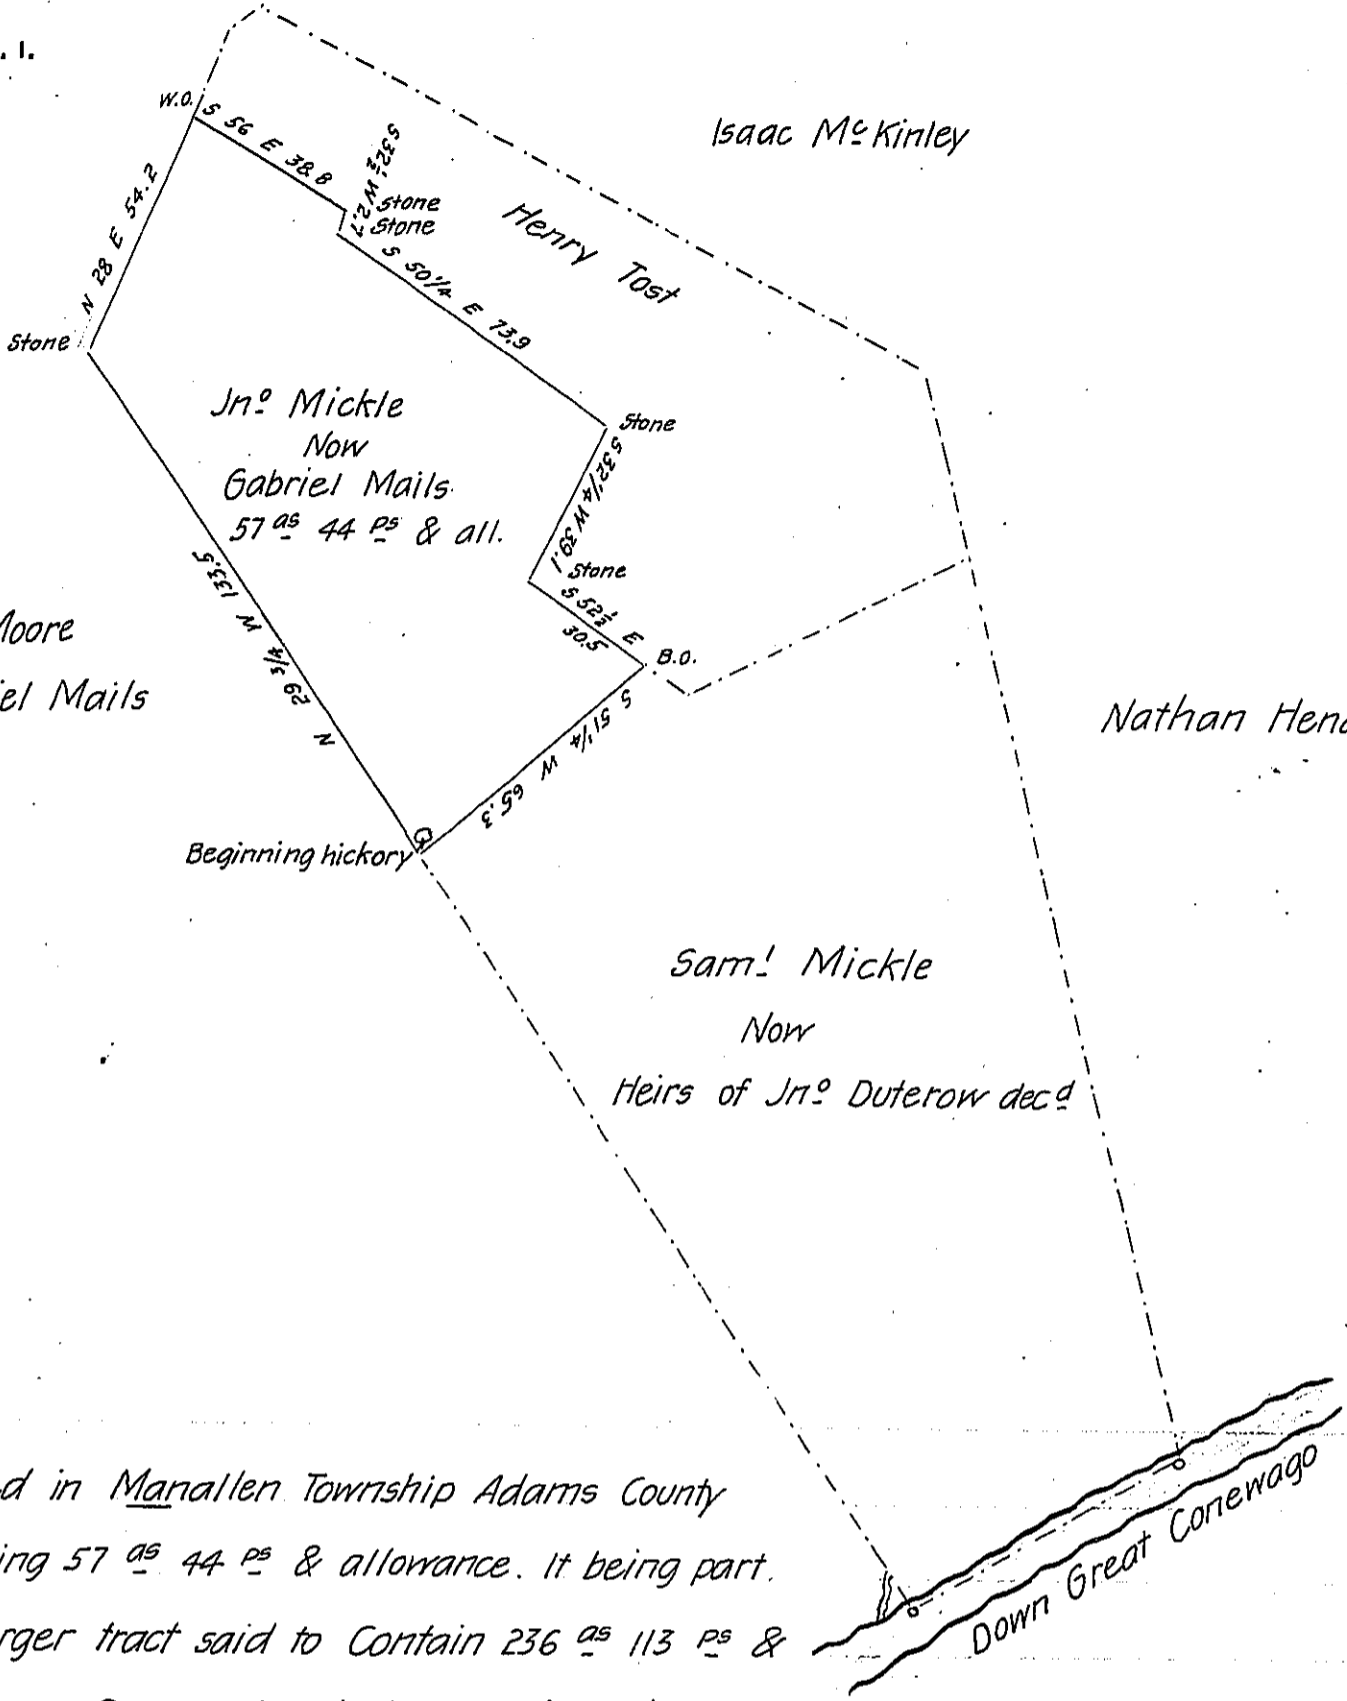 . 1.
W.O.
S 56 E 38.8
S 32½ W 2.7
Stone
Stone
Isaac McKinley
Henry Tost
N 28 E 54.2
S 50¼ E 73.9
Stone
Jno Mickle
Now
Gabriel Mails
57 as 44 ps & all.
Stone
S 32¼ W 39.1
Stone
S 52½ E
30.5
B.O.
N 29¾ W 133.5
Moore
iel Mails
S 51¼ W 65.3
Nathan Hend
Beginning hickory
Saml Mickle
Now
Heirs of Jno Duterow decd
d in Manallen Township Adams County
ing 57 as 44 ps & allowance. It being part.
rger tract said to Contain 236 as 113 ps &
Down Great Conewago